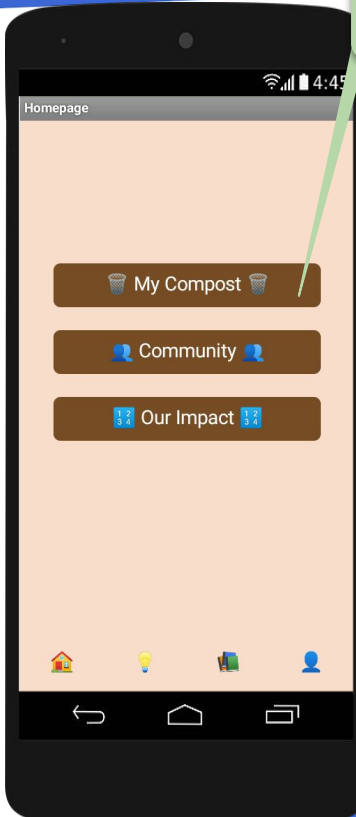 4:45
Homepage
🗑️ My Compost 🗑️
👥 Community 👥
🔢 Our Impact 🔢